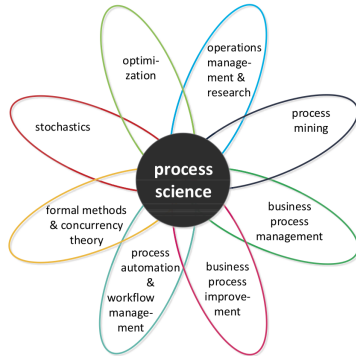 optimi-
zation
operations
manage-
ment &
research
process
mining
business
process
management
business
process
improve-
ment
process
automation
&
workflow
manage-
ment
formal methods
& concurrency
theory
stochastics
process
science